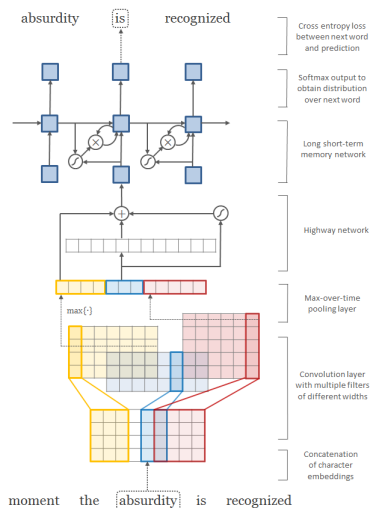 absurdity is recognized
Cross entropy loss
between next word
and prediction
Softmax output to
obtain distribution
over next word
Long short-term
memory network
Highway network
+
Max-over-time
pooling layer
max{·}
Convolution layer
with multiple filters
of different widths
Concatenation
of character
embeddings
moment the absurdity is recognized